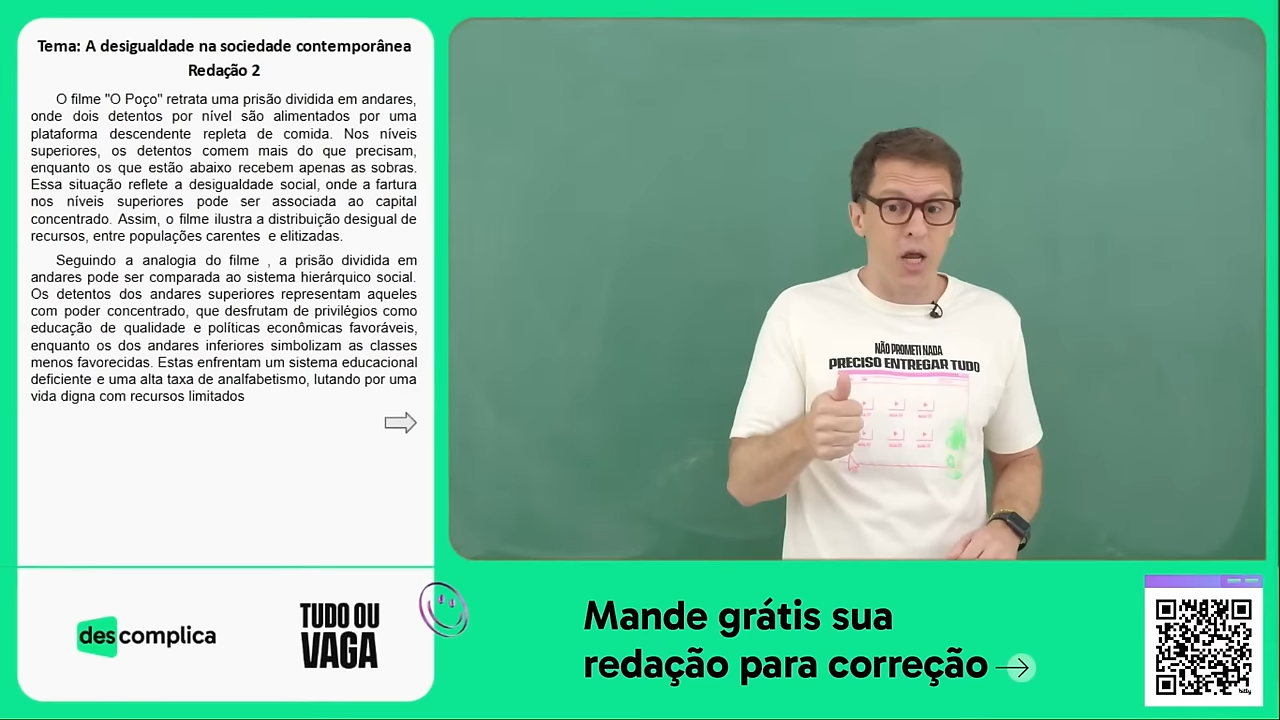 Tema: A desigualdade na sociedade contemporânea
Redação 2
O filme "O Poço" retrata uma prisão dividida em andares,
onde dois detentos por nível são alimentados por uma
plataforma descendente repleta de comida. Nos níveis
superiores, os detentos comem mais do que precisam,
enquanto os que estão abaixo recebem apenas as sobras.
Essa situação reflete a desigualdade social, onde a fartura
nos níveis superiores pode ser associada ao capital
concentrado. Assim, o filme ilustra a distribuição desigual de
recursos, entre populações carentes e elitizadas.
Seguindo a analogia do filme , a prisão dividida em
andares pode ser comparada ao sistema hierárquico social.
Os detentos dos andares superiores representam aqueles
com poder concentrado, que desfrutam de privilégios como
educação de qualidade e políticas econômicas favoráveis,
enquanto os dos andares inferiores simbolizam as classes
menos favorecidas. Estas enfrentam um sistema educacional
deficiente e uma alta taxa de analfabetismo, lutando por uma
vida digna com recursos limitados
NÃO PROMETI NADA
PRECISO ENTREGAR TUDO
descomplica
TUDO OU
VAGA
Mande grátis sua
redação para correção
bitly